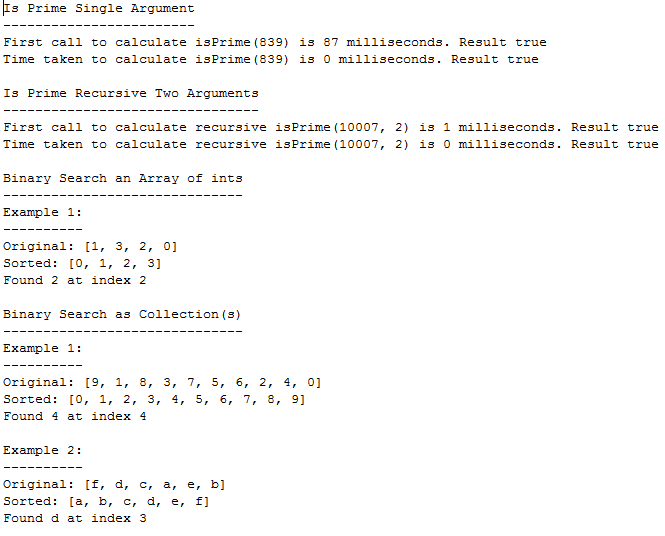 Is Prime Single Argument
------------------------
First call to calculate isPrime(839) is 87 milliseconds. Result true
Time taken to calculate isPrime(839) is 0 milliseconds. Result true
Is Prime Recursive Two Arguments
--------------------------------
First call to calculate recursive isPrime(10007, 2) is 1 milliseconds. Result true
Time taken to calculate recursive isPrime(10007, 2) is 0 milliseconds. Result true
Binary Search an Array of ints
------------------------------
Example 1:
----------
Original: [1, 3, 2, 0]
Sorted: [0, 1, 2, 3]
Found 2 at index 2
Binary Search as Collection(s)
------------------------------
Example 1:
----------
Original: [9, 1, 8, 3, 7, 5, 6, 2, 4, 0]
Sorted: [0, 1, 2, 3, 4, 5, 6, 7, 8, 9]
Found 4 at index 4
Example 2:
----------
Original: [f, d, c, a, e, b]
Sorted: [a, b, c, d, e, f]
Found d at index 3